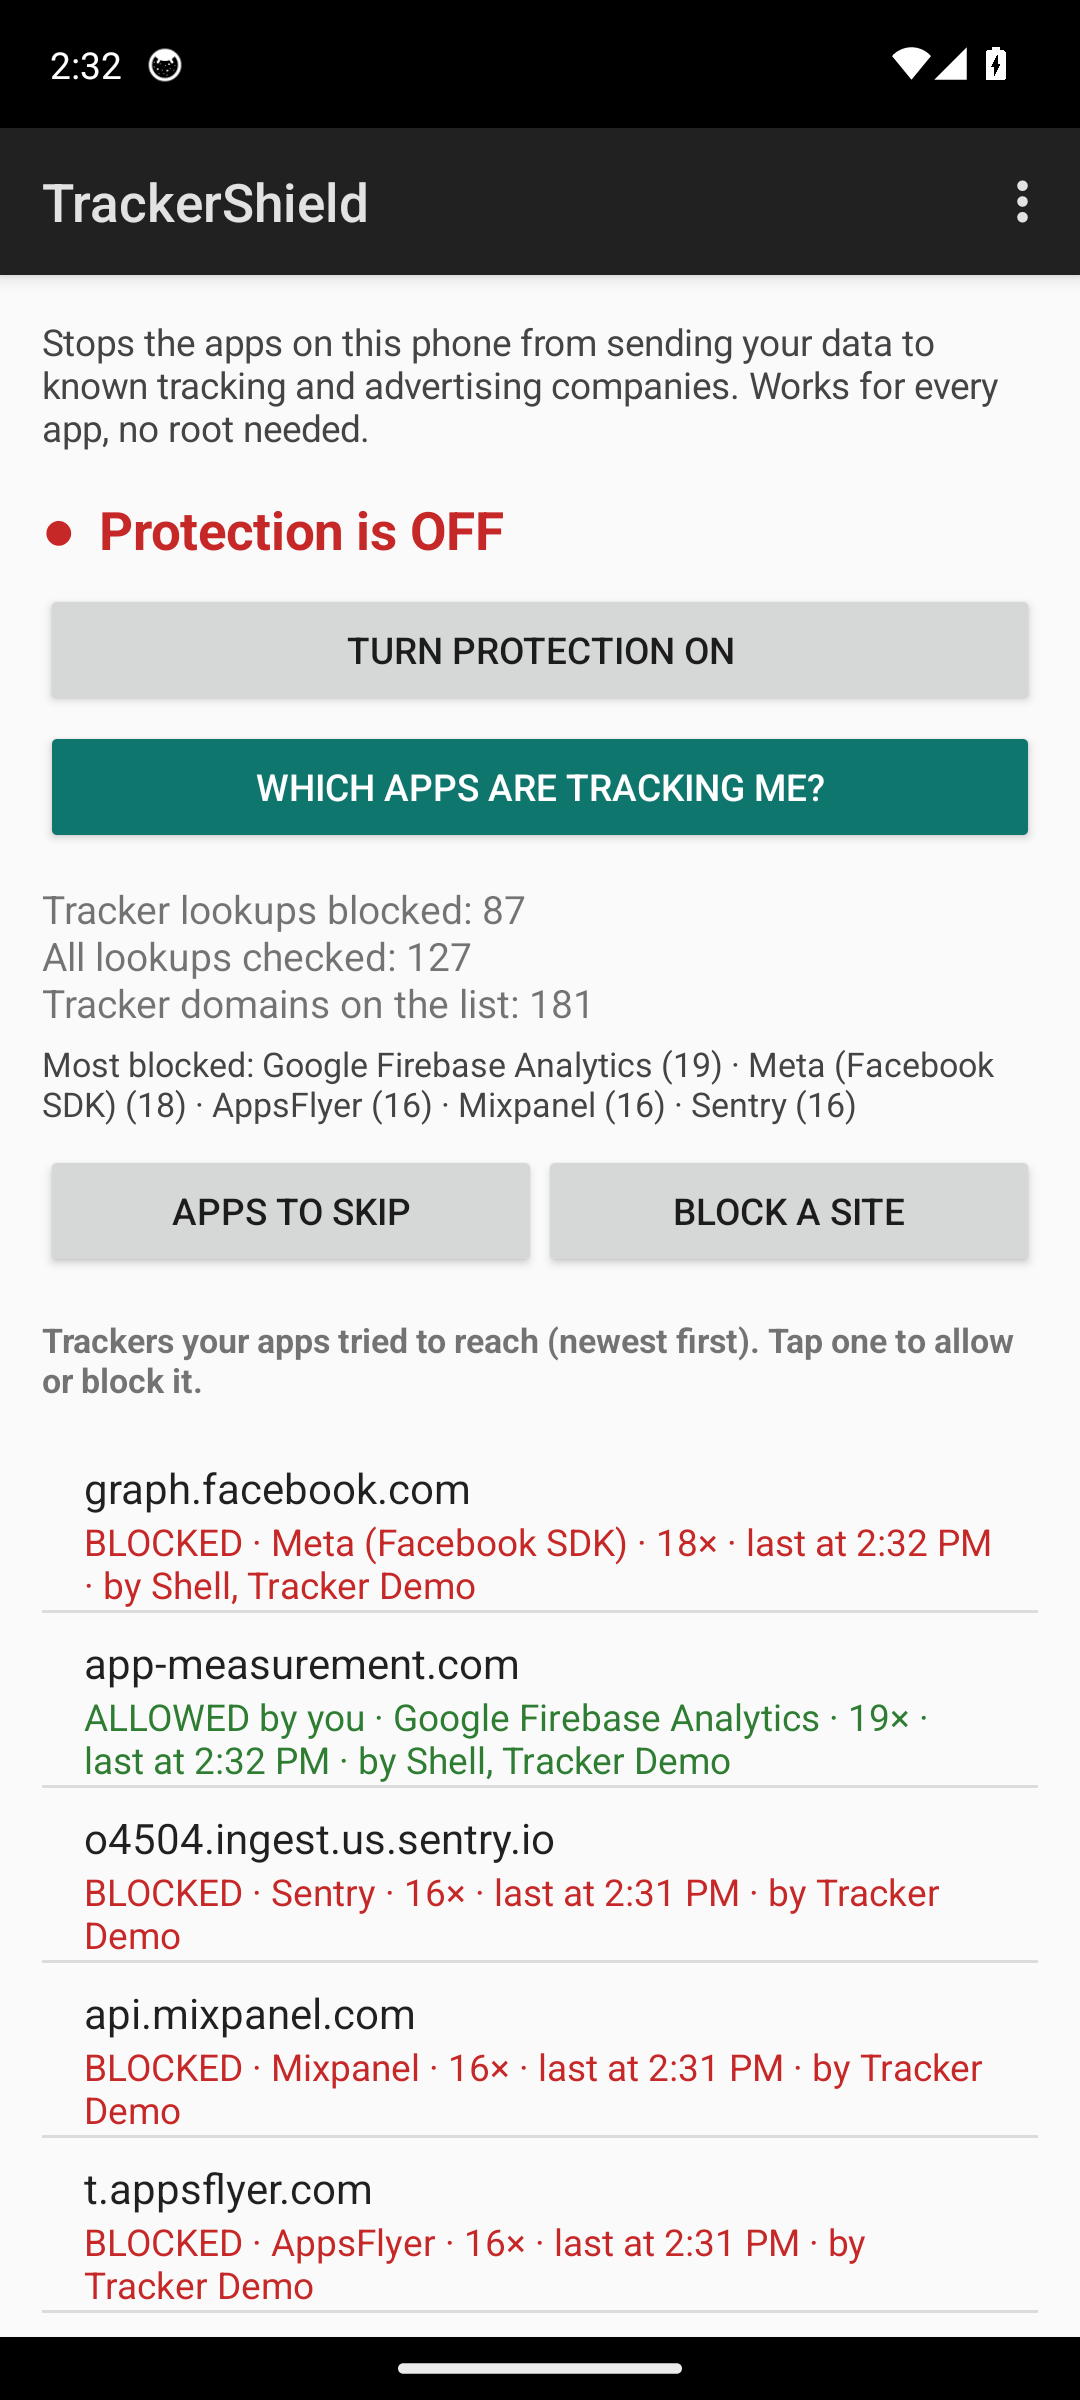 2:32
TrackerShield
Stops the apps on this phone from sending your data to
known tracking and advertising companies. Works for every
app, no root needed.
● Protection is OFF
TURN PROTECTION ON
WHICH APPS ARE TRACKING ME?
Tracker lookups blocked: 87
All lookups checked: 127
Tracker domains on the list: 181
Most blocked: Google Firebase Analytics (19) · Meta (Facebook
SDK) (18) · AppsFlyer (16) · Mixpanel (16) · Sentry (16)
APPS TO SKIP
BLOCK A SITE
Trackers your apps tried to reach (newest first). Tap one to allow
or block it.
graph.facebook.com
BLOCKED · Meta (Facebook SDK) · 18× · last at 2:32 PM
· by Shell, Tracker Demo
app-measurement.com
ALLOWED by you · Google Firebase Analytics · 19× ·
last at 2:32 PM · by Shell, Tracker Demo
o4504.ingest.us.sentry.io
BLOCKED · Sentry · 16× · last at 2:31 PM · by Tracker
Demo
api.mixpanel.com
BLOCKED · Mixpanel · 16× · last at 2:31 PM · by Tracker
Demo
t.appsflyer.com
BLOCKED · AppsFlyer · 16× · last at 2:31 PM · by
Tracker Demo